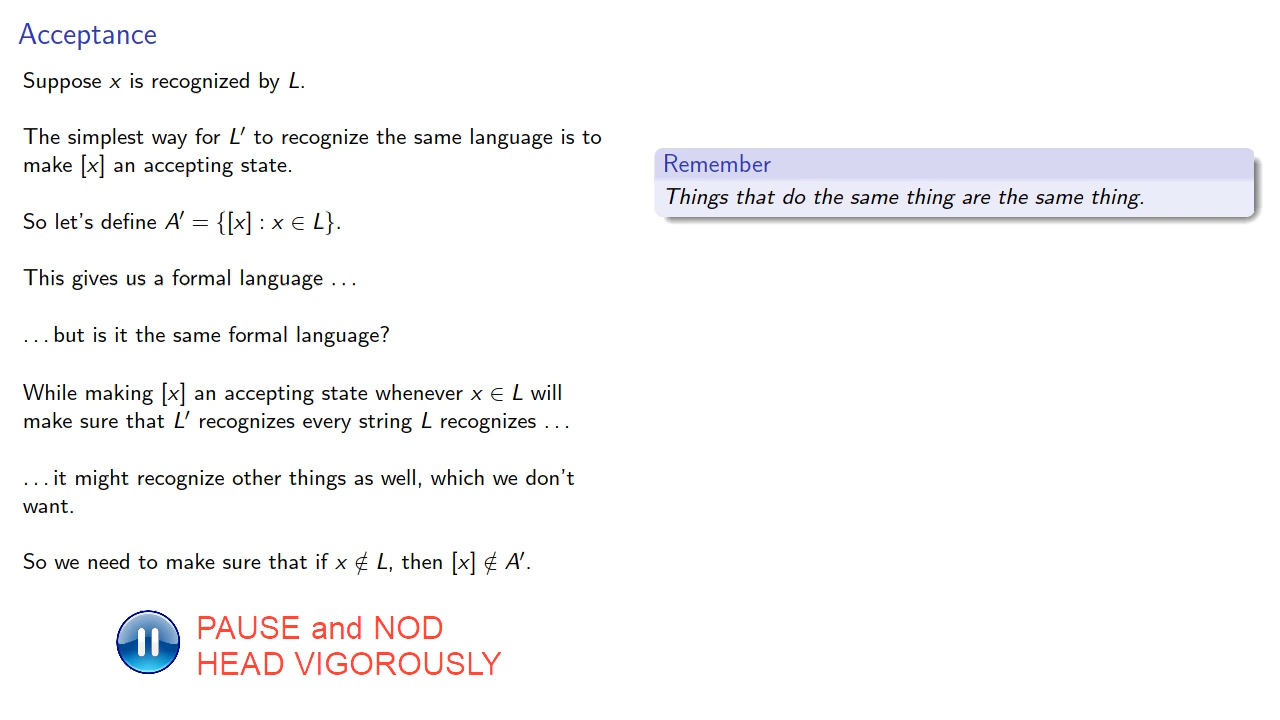 Acceptance
Suppose x is recognized by L.
The simplest way for L′ to recognize the same language is to
make [x] an accepting state.
So let's define A′ = {[x] : x ∈ L}.
This gives us a formal language . . .
. . . but is it the same formal language?
While making [x] an accepting state whenever x ∈ L will
make sure that L′ recognizes every string L recognizes . . .
. . . it might recognize other things as well, which we don't
want.
So we need to make sure that if x ∉ L, then [x] ∉ A′.
PAUSE and NOD
HEAD VIGOROUSLY
Remember
Things that do the same thing are the same thing.